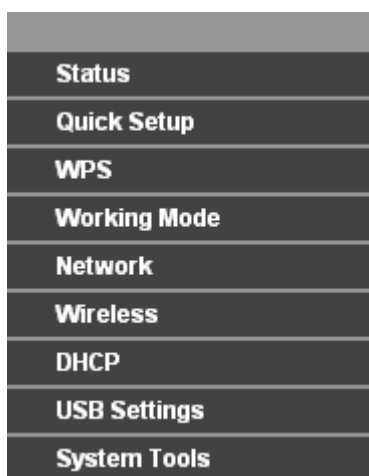 Status
Quick Setup
WPS
Working Mode
Network
Wireless
DHCP
USB Settings
System Tools